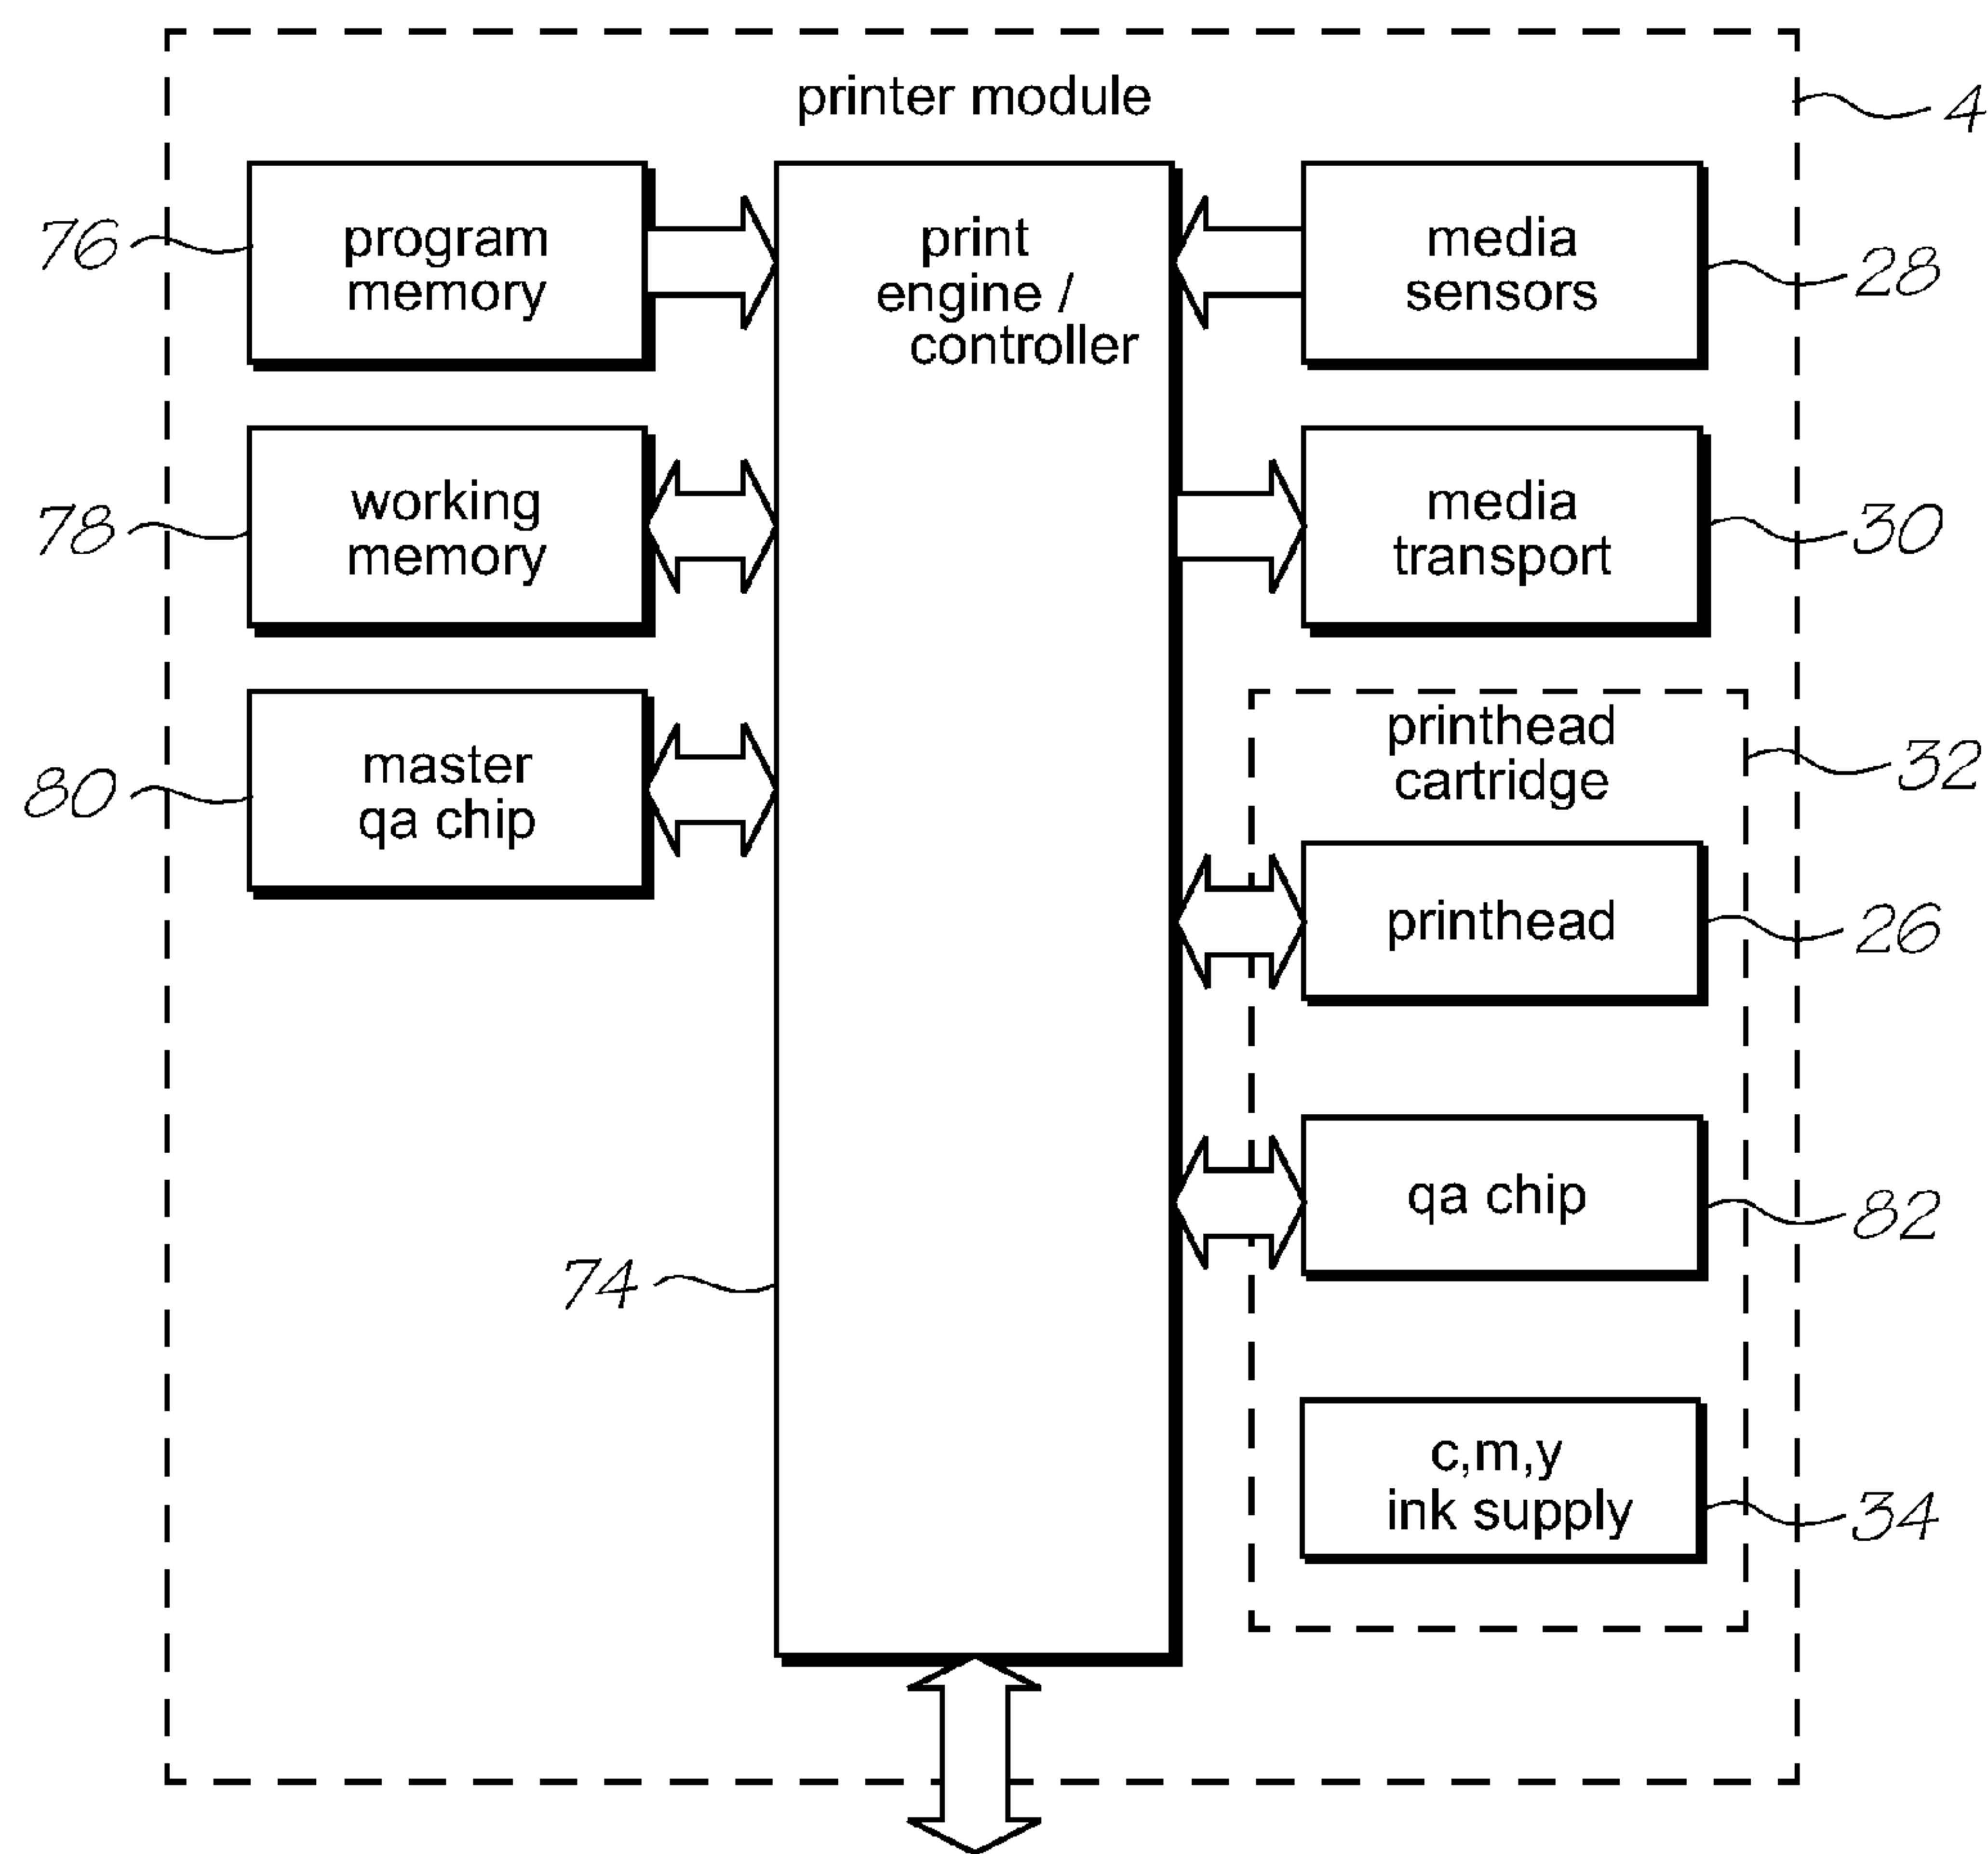 printer module
4
76
program
memory
print
engine /
controller
media
sensors
28
78
working
memory
media
transport
30
80
master
qa chip
printhead
cartridge
32
printhead
26
qa chip
82
74
c,m,y
ink supply
34